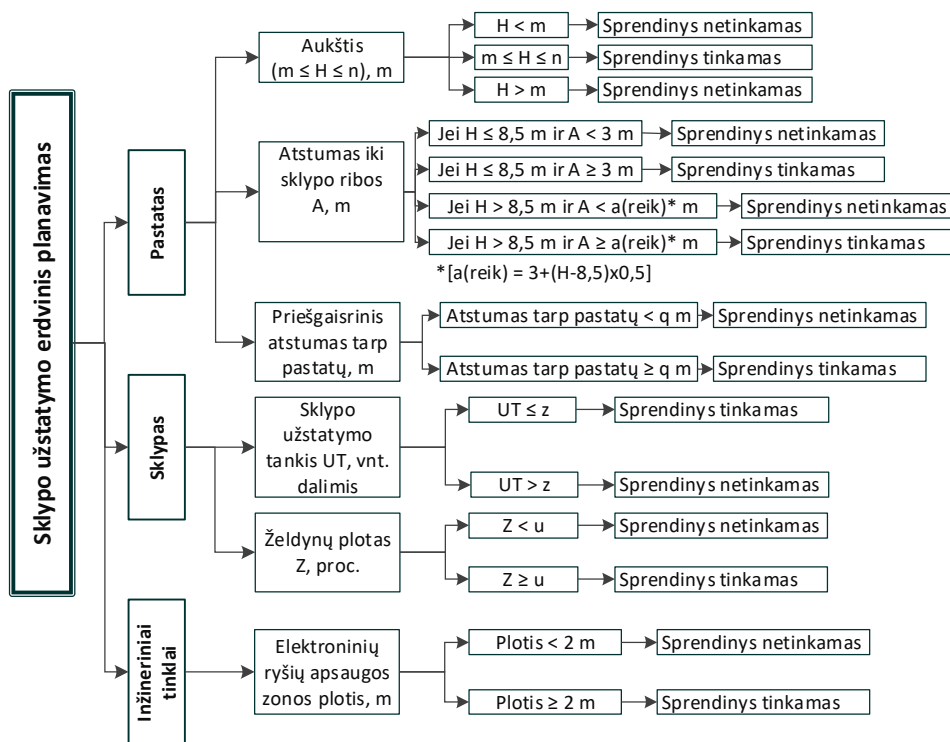 Sklypo užstatymo erdvinis planavimas
Pastatas
Aukštis
(m ≤ H ≤ n), m
H < m
Sprendinys netinkamas
m ≤ H ≤ n
Sprendinys tinkamas
H > m
Sprendinys netinkamas
Atstumas iki
sklypo ribos
A, m
Jei H ≤ 8,5 m ir A < 3 m
Sprendinys netinkamas
Jei H ≤ 8,5 m ir A ≥ 3 m
Sprendinys tinkamas
Jei H > 8,5 m ir A < a(reik)* m
Sprendinys netinkamas
Jei H > 8,5 m ir A ≥ a(reik)* m
Sprendinys tinkamas
*[a(reik) = 3+(H-8,5)x0,5]
Priešgaisrinis
atstumas tarp
pastatų, m
Atstumas tarp pastatų < q m
Sprendinys netinkamas
Atstumas tarp pastatų ≥ q m
Sprendinys tinkamas
Sklypas
Sklypo
užstatymo
tankis UT, vnt.
dalimis
UT ≤ z
Sprendinys tinkamas
UT > z
Sprendinys netinkamas
Želdynų plotas
Z, proc.
Z < u
Sprendinys netinkamas
Z ≥ u
Sprendinys tinkamas
Inžineriniai
tinklai
Elektroninių
ryšių apsaugos
zonos plotis, m
Plotis < 2 m
Sprendinys netinkamas
Plotis ≥ 2 m
Sprendinys tinkamas